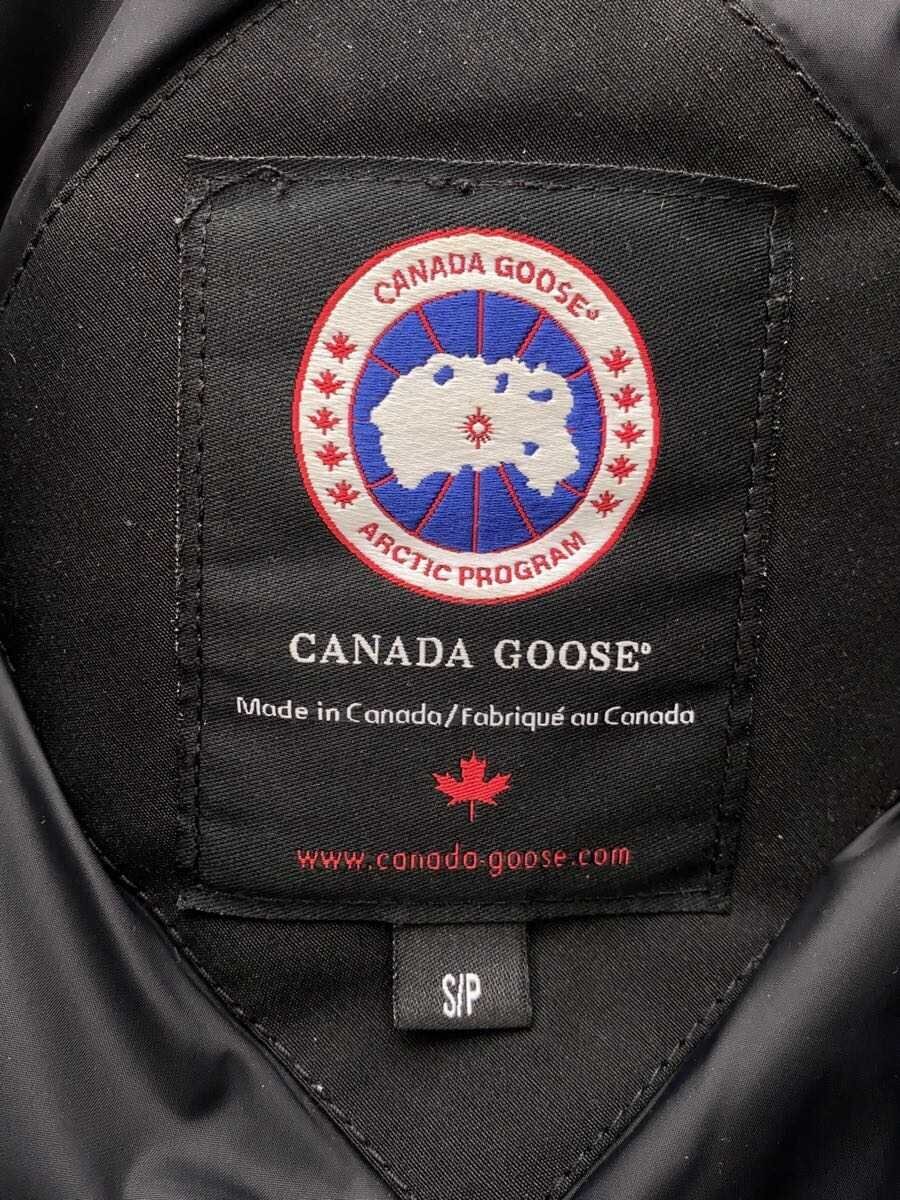 CANADA GOOSE®
ARCTIC PROGRAM
CANADA GOOSE®
Made in Canada/Fabriqué au Canada
www.canada-goose.com
S/P